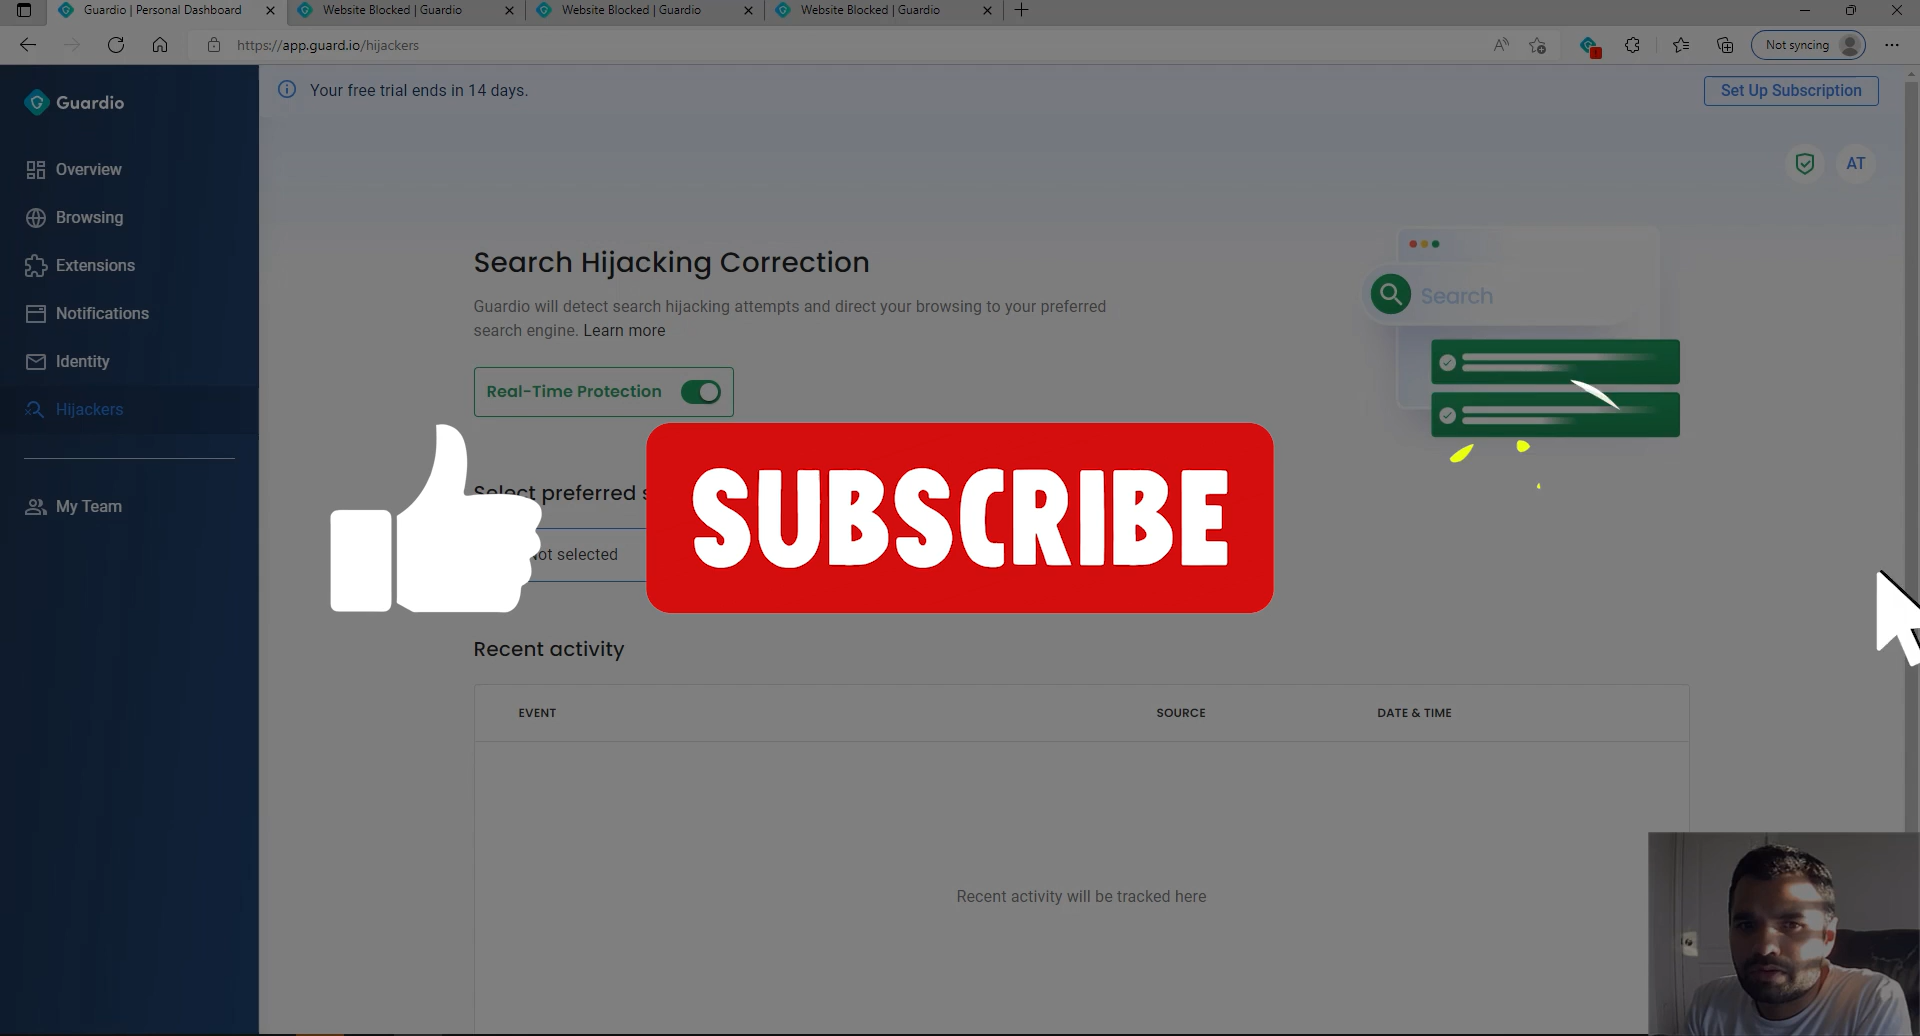 Guardio | Personal Dashboard
Website Blocked | Guardio
Website Blocked | Guardio
Website Blocked | Guardio
https://app.guard.io/hijackers
Not syncing
Guardio
Your free trial ends in 14 days.
Set Up Subscription
Overview
AT
Browsing
Extensions
Notifications
Identity
Hijackers
My Team
Search Hijacking Correction
Guardio will detect search hijacking attempts and direct your browsing to your preferred
search engine. Learn more
Search
Real-Time Protection
Select preferred s
ot selected
SUBSCRIBE
Recent activity
EVENT
SOURCE
DATE & TIME
Recent activity will be tracked here